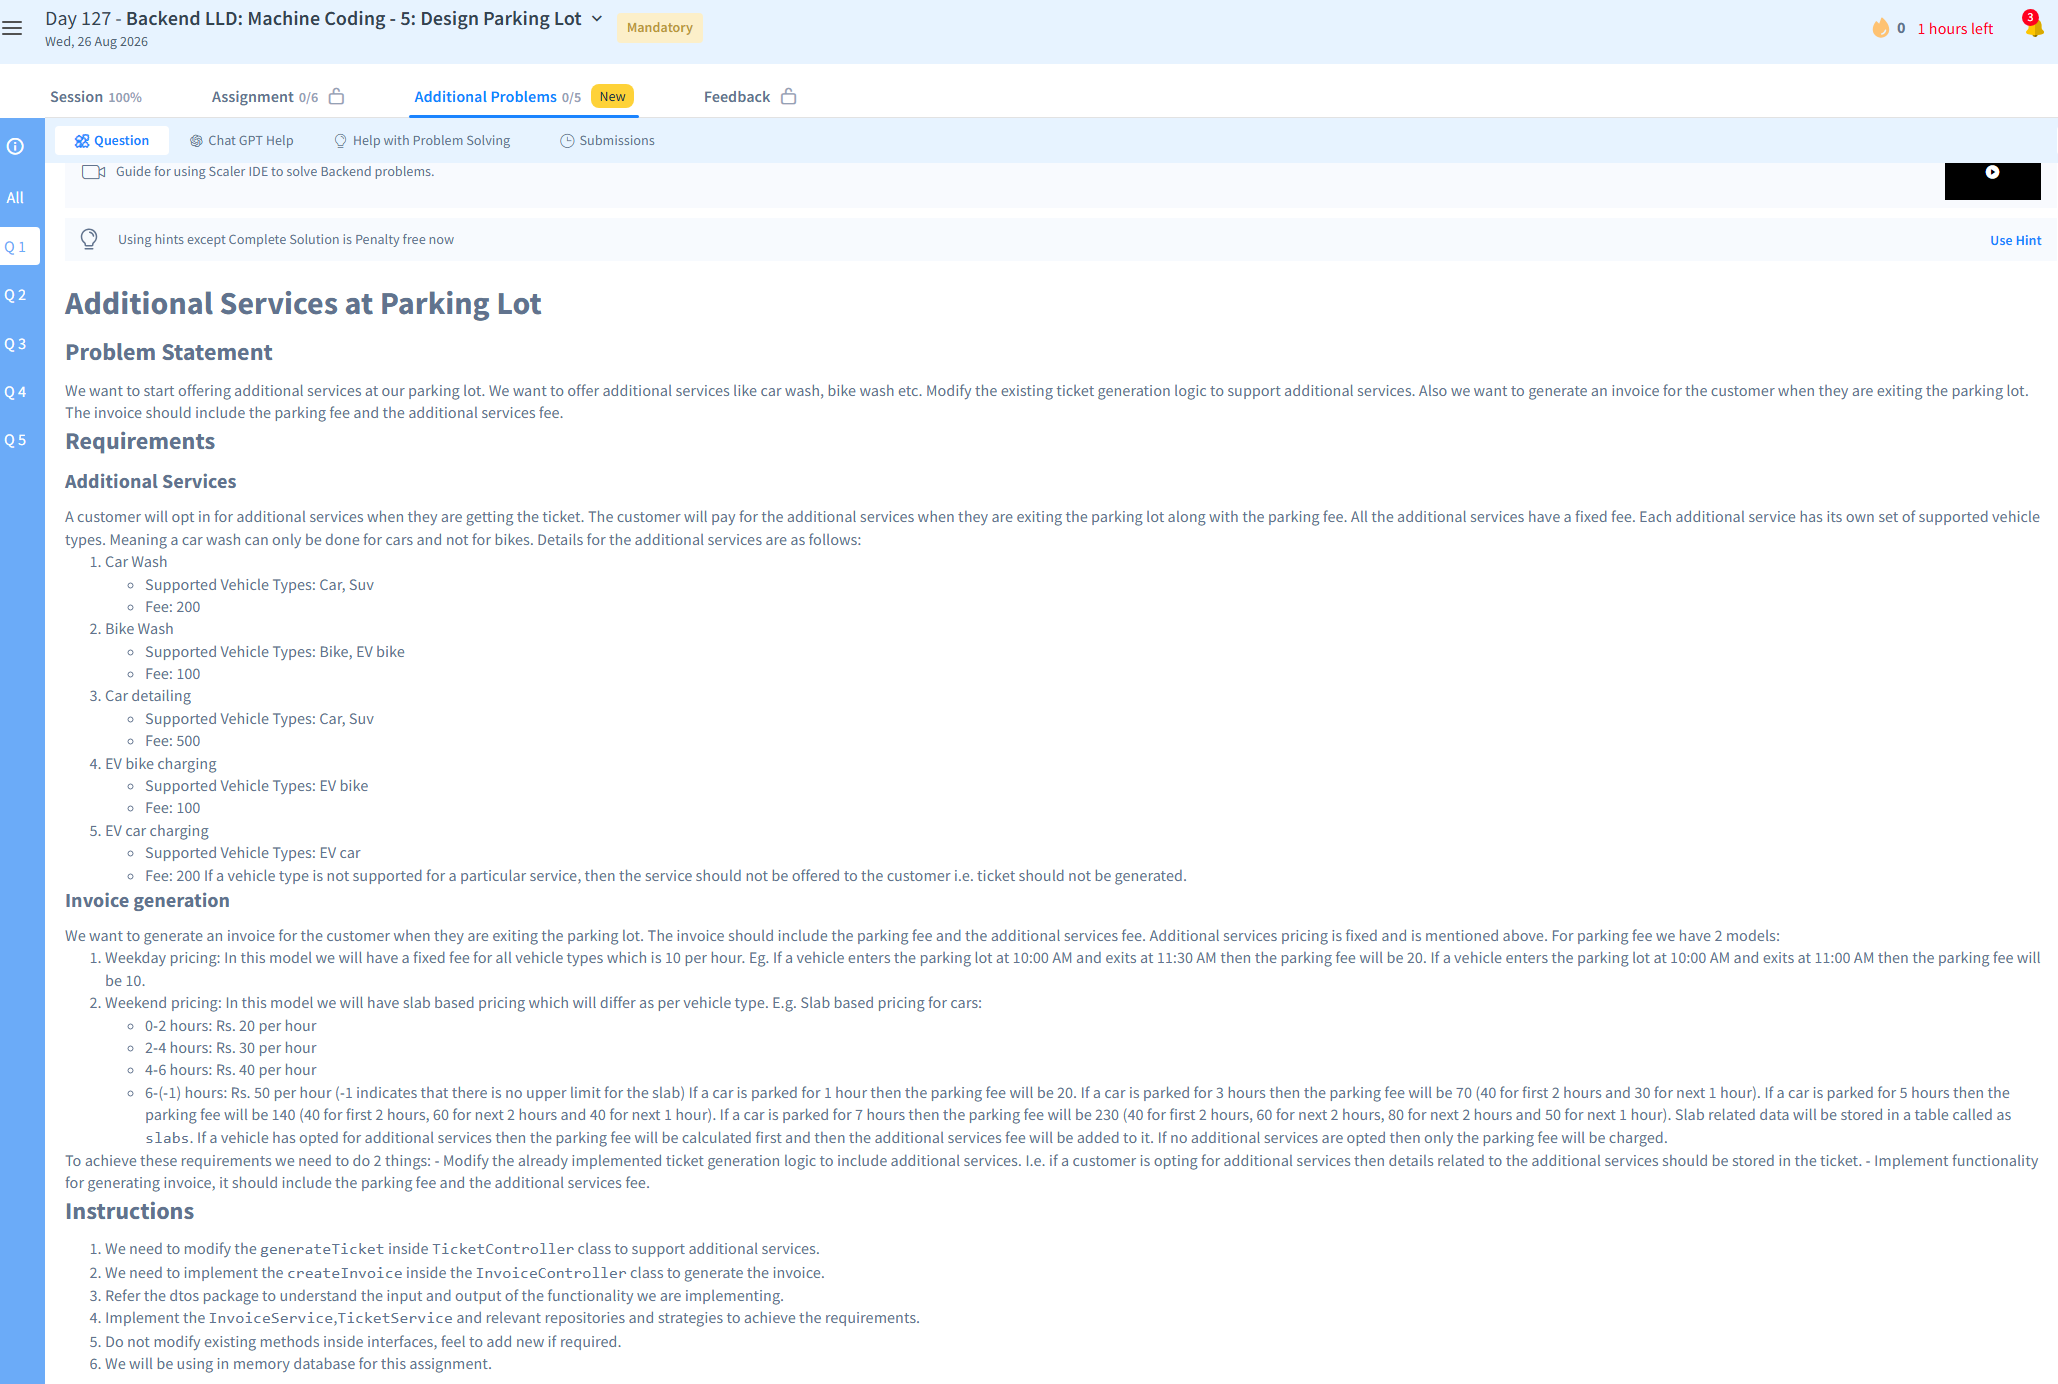 Day 127 - Backend LLD: Machine Coding - 5: Design Parking Lot
Mandatory
Wed, 26 Aug 2026
0
1 hours left
3
Session 100%
Assignment 0/6
Additional Problems 0/5
New
Feedback
Question
Chat GPT Help
Help with Problem Solving
Submissions
All
Q 1
Q 2
Q 3
Q 4
Q 5
Guide for using Scaler IDE to solve Backend problems.
Using hints except Complete Solution is Penalty free now
Use Hint
Additional Services at Parking Lot
Problem Statement
We want to start offering additional services at our parking lot. We want to offer additional services like car wash, bike wash etc. Modify the existing ticket generation logic to support additional services. Also we want to generate an invoice for the customer when they are exiting the parking lot.
The invoice should include the parking fee and the additional services fee.
Requirements
Additional Services
A customer will opt in for additional services when they are getting the ticket. The customer will pay for the additional services when they are exiting the parking lot along with the parking fee. All the additional services have a fixed fee. Each additional service has its own set of supported vehicle
types. Meaning a car wash can only be done for cars and not for bikes. Details for the additional services are as follows:
1. Car Wash
◦ Supported Vehicle Types: Car, Suv
◦ Fee: 200
2. Bike Wash
◦ Supported Vehicle Types: Bike, EV bike
◦ Fee: 100
3. Car detailing
◦ Supported Vehicle Types: Car, Suv
◦ Fee: 500
4. EV bike charging
◦ Supported Vehicle Types: EV bike
◦ Fee: 100
5. EV car charging
◦ Supported Vehicle Types: EV car
◦ Fee: 200 If a vehicle type is not supported for a particular service, then the service should not be offered to the customer i.e. ticket should not be generated.
Invoice generation
We want to generate an invoice for the customer when they are exiting the parking lot. The invoice should include the parking fee and the additional services fee. Additional services pricing is fixed and is mentioned above. For parking fee we have 2 models:
1. Weekday pricing: In this model we will have a fixed fee for all vehicle types which is 10 per hour. Eg. If a vehicle enters the parking lot at 10:00 AM and exits at 11:30 AM then the parking fee will be 20. If a vehicle enters the parking lot at 10:00 AM and exits at 11:00 AM then the parking fee will
be 10.
2. Weekend pricing: In this model we will have slab based pricing which will differ as per vehicle type. E.g. Slab based pricing for cars:
◦ 0-2 hours: Rs. 20 per hour
◦ 2-4 hours: Rs. 30 per hour
◦ 4-6 hours: Rs. 40 per hour
◦ 6-(-1) hours: Rs. 50 per hour (-1 indicates that there is no upper limit for the slab) If a car is parked for 1 hour then the parking fee will be 20. If a car is parked for 3 hours then the parking fee will be 70 (40 for first 2 hours and 30 for next 1 hour). If a car is parked for 5 hours then the
parking fee will be 140 (40 for first 2 hours, 60 for next 2 hours and 40 for next 1 hour). If a car is parked for 7 hours then the parking fee will be 230 (40 for first 2 hours, 60 for next 2 hours, 80 for next 2 hours and 50 for next 1 hour). Slab related data will be stored in a table called as
slabs. If a vehicle has opted for additional services then the parking fee will be calculated first and then the additional services fee will be added to it. If no additional services are opted then only the parking fee will be charged.
To achieve these requirements we need to do 2 things: - Modify the already implemented ticket generation logic to include additional services. I.e. if a customer is opting for additional services then details related to the additional services should be stored in the ticket. - Implement functionality
for generating invoice, it should include the parking fee and the additional services fee.
Instructions
1. We need to modify the generateTicket inside TicketController class to support additional services.
2. We need to implement the createInvoice inside the InvoiceController class to generate the invoice.
3. Refer the dtos package to understand the input and output of the functionality we are implementing.
4. Implement the InvoiceService,TicketService and relevant repositories and strategies to achieve the requirements.
5. Do not modify existing methods inside interfaces, feel to add new if required.
6. We will be using in memory database for this assignment.